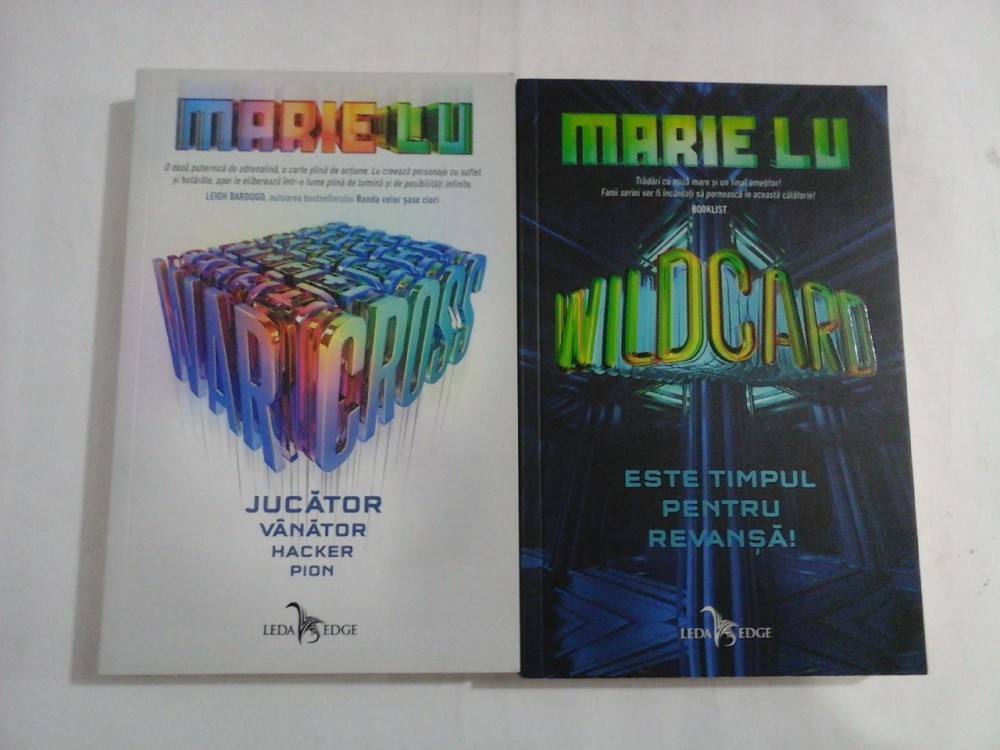 MARIE LU
O doză puternică de adrenalină, o carte plină de acțiune. Lu creează personaje cu suflet
și hotărâte, apoi le eliberează într-o lume plină de lumină și de posibilități infinite.
LEIGH BARDUGO, autoarea bestsellerului Banda celor șase ciori
WARCROSS
JUCĂTOR
VÂNĂTOR
HACKER
PION
LEDA EDGE
MARIE LU
Trădări cu miză mare și un final amețitor!
Fanii seriei vor fi încântați să pornească în această călătorie!
BOOKLIST
WILDCARD
ESTE TIMPUL
PENTRU
REVANȘĂ!
LEDA EDGE